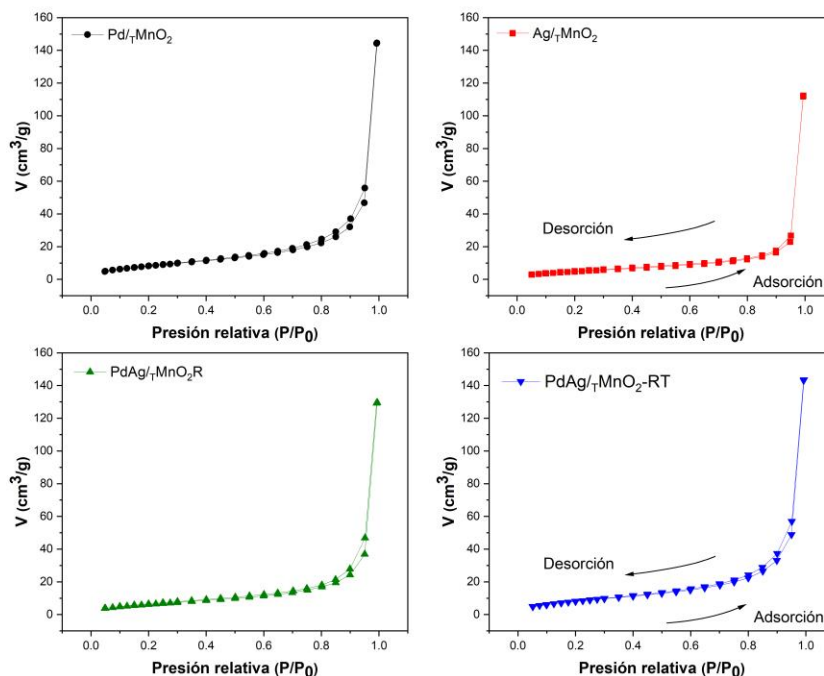 Pd/TMnO2
V (cm3/g)
160
140
120
100
80
60
40
20
0
0.0 0.2 0.4 0.6 0.8 1.0
Presión relativa (P/P0)
Ag/TMnO2
V (cm3/g)
160
140
120
100
80
60
40
20
0
Desorción
Adsorción
0.0 0.2 0.4 0.6 0.8 1.0
Presión relativa (P/P0)
PdAg/TMnO2R
V (cm3/g)
160
140
120
100
80
60
40
20
0
0.0 0.2 0.4 0.6 0.8 1.0
Presión relativa (P/P0)
PdAg/TMnO2-RT
V (cm3/g)
160
140
120
100
80
60
40
20
0
Desorción
Adsorción
0.0 0.2 0.4 0.6 0.8 1.0
Presión relativa (P/P0)